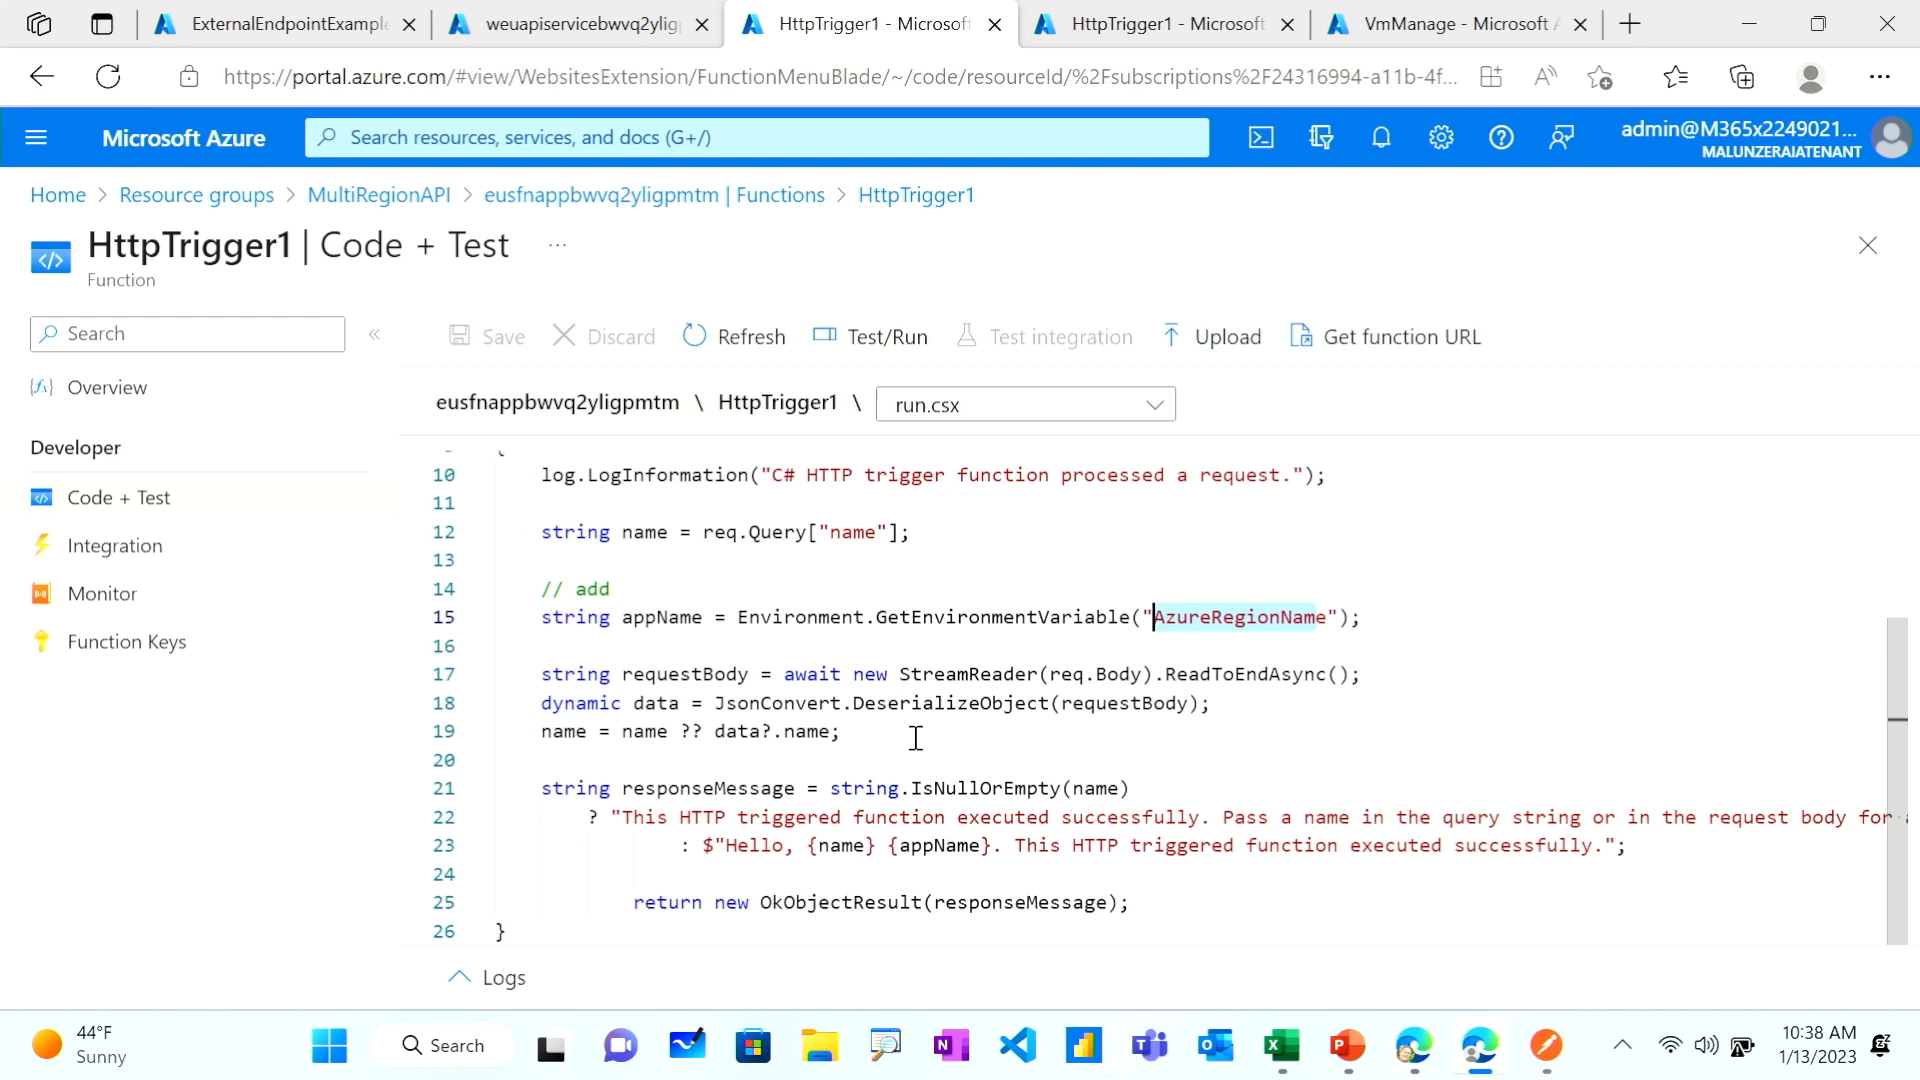 ExternalEndpointExample
weuapiservicebwvq2ylig
HttpTrigger1 - Microsoft
HttpTrigger1 - Microsoft
VmManage - Microsoft A
https://portal.azure.com/#view/WebsitesExtension/FunctionMenuBlade/~/code/resourceId/%2Fsubscriptions%2F24316994-a11b-4f...
Microsoft Azure
Search resources, services, and docs (G+/)
admin@M365x2249021...
MALUNZERAIATENANT
Home > Resource groups > MultiRegionAPI > eusfnappbwvq2yligpmtm | Functions > HttpTrigger1
HttpTrigger1 | Code + Test ...
Function
Search
«
Save
Discard
Refresh
Test/Run
Test integration
Upload
Get function URL
Overview
Developer
Code + Test
Integration
Monitor
Function Keys
eusfnappbwvq2yligpmtm \ HttpTrigger1 \ run.csx
10 log.LogInformation("C# HTTP trigger function processed a request.");
11
12 string name = req.Query["name"];
13
14 // add
15 string appName = Environment.GetEnvironmentVariable("AzureRegionName");
16
17 string requestBody = await new StreamReader(req.Body).ReadToEndAsync();
18 dynamic data = JsonConvert.DeserializeObject(requestBody);
19 name = name ?? data?.name;
20
21 string responseMessage = string.IsNullOrEmpty(name)
22 ? "This HTTP triggered function executed successfully. Pass a name in the query string or in the request body for
23 : $"Hello, {name} {appName}. This HTTP triggered function executed successfully.";
24
25 return new OkObjectResult(responseMessage);
26 }
Logs
44°F
Sunny
Search
10:38 AM
1/13/2023